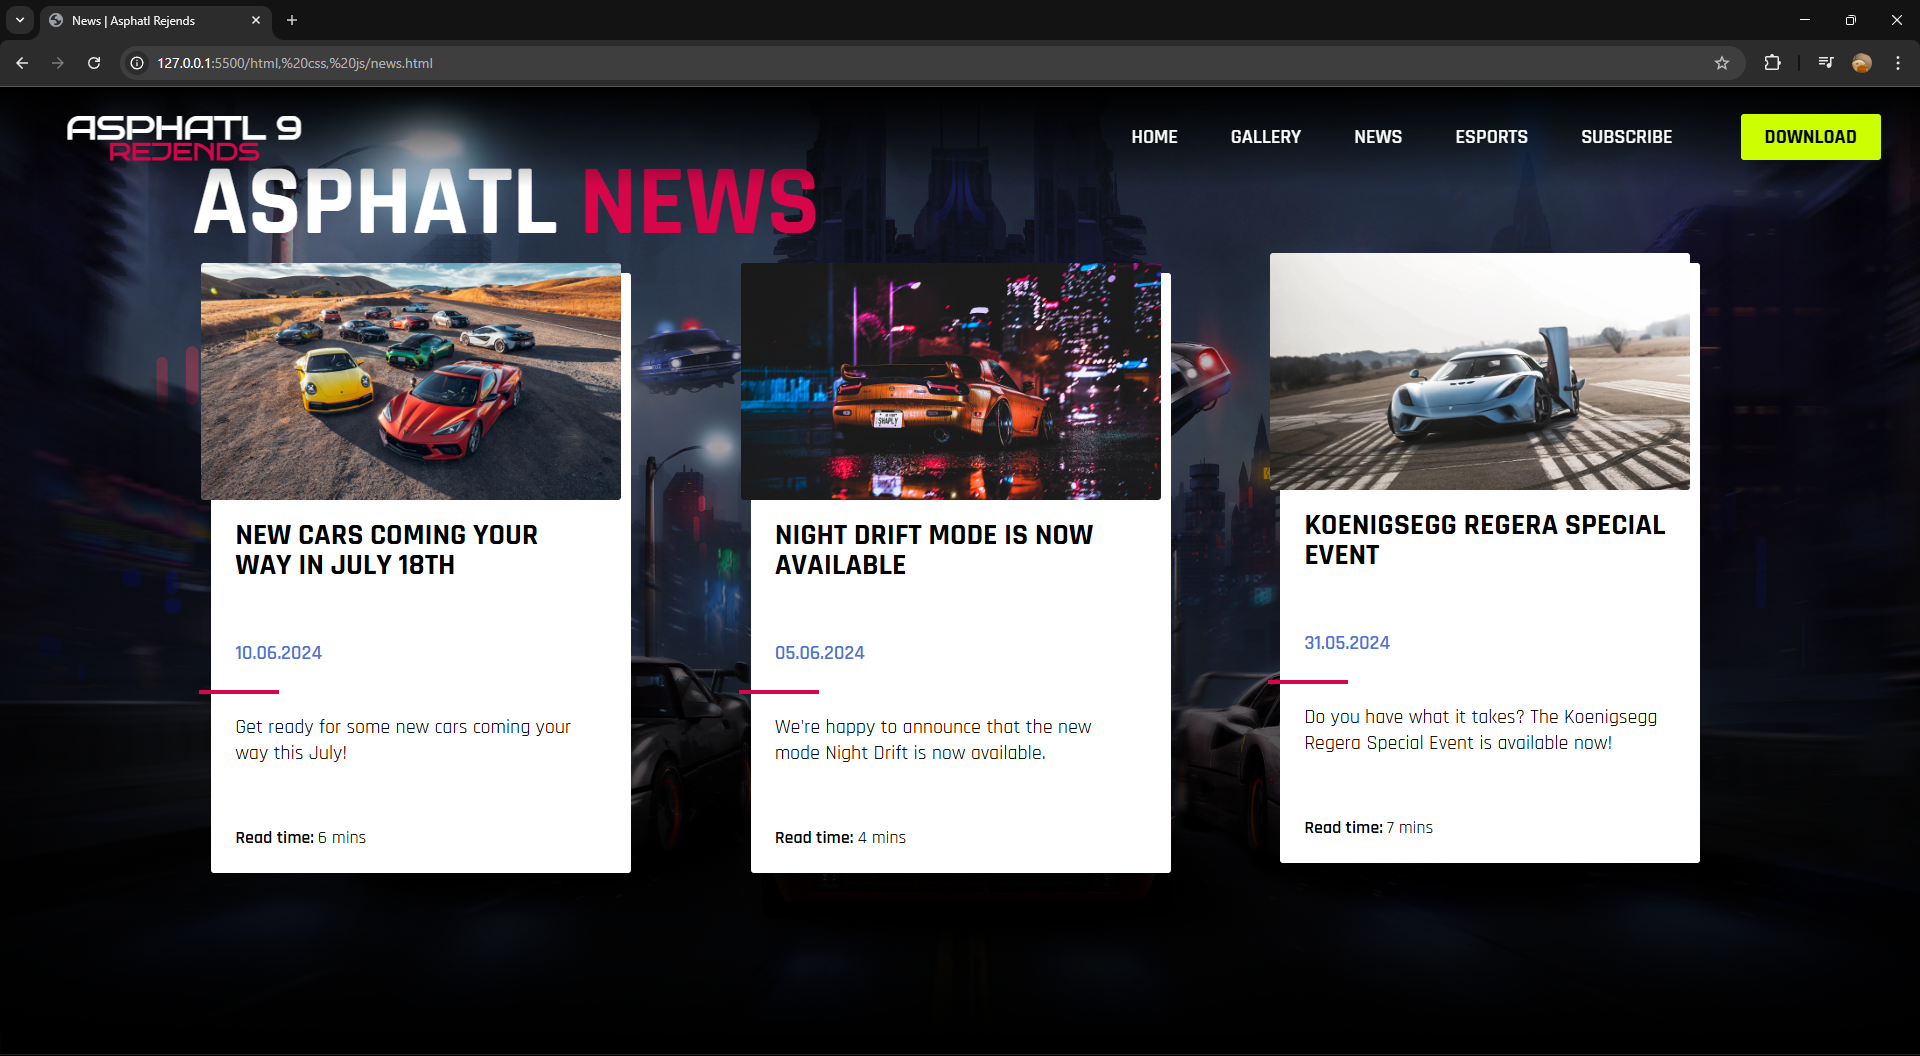 News | Asphatl Rejends
127.0.0.1:5500/html,%20css,%20js/news.html
ASPHATL 9
REJENDS
HOME
GALLERY
NEWS
ESPORTS
SUBSCRIBE
DOWNLOAD
ASPHATL NEWS
NEW CARS COMING YOUR
WAY IN JULY 18TH
10.06.2024
Get ready for some new cars coming your
way this July!
Read time: 6 mins
SHAPLY
NIGHT DRIFT MODE IS NOW
AVAILABLE
05.06.2024
We're happy to announce that the new
mode Night Drift is now available.
Read time: 4 mins
KOENIGSEGG REGERA SPECIAL
EVENT
31.05.2024
Do you have what it takes? The Koenigsegg
Regera Special Event is available now!
Read time: 7 mins